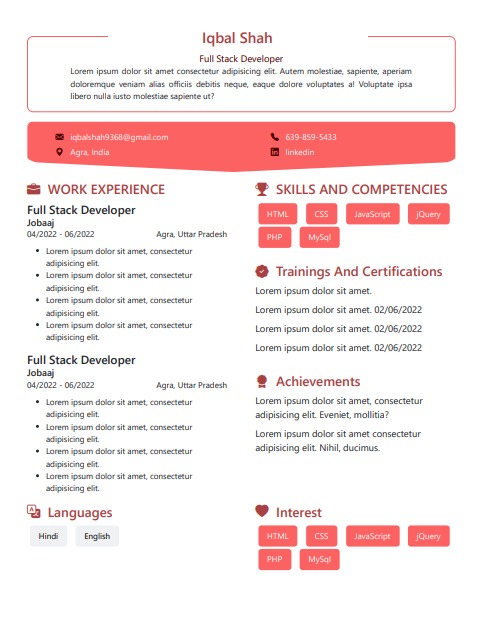 Iqbal Shah
Full Stack Developer
Lorem ipsum dolor sit amet consectetur adipisicing elit. Autem molestiae, sapiente, aperiam
doloremque veniam alias officiis debitis neque, eaque dolore voluptates a! Voluptate ipsa
libero nulla iusto molestiae sapiente ut?
iqbalshah9368@gmail.com
639-859-5433
Agra, India
linkedin
WORK EXPERIENCE
Full Stack Developer
Jobaaj
04/2022 - 06/2022 Agra, Uttar Pradesh
• Lorem ipsum dolor sit amet, consectetur
adipisicing elit.
• Lorem ipsum dolor sit amet, consectetur
adipisicing elit.
• Lorem ipsum dolor sit amet, consectetur
adipisicing elit.
• Lorem ipsum dolor sit amet, consectetur
adipisicing elit.
Full Stack Developer
Jobaaj
04/2022 - 06/2022 Agra, Uttar Pradesh
• Lorem ipsum dolor sit amet, consectetur
adipisicing elit.
• Lorem ipsum dolor sit amet, consectetur
adipisicing elit.
• Lorem ipsum dolor sit amet, consectetur
adipisicing elit.
• Lorem ipsum dolor sit amet, consectetur
adipisicing elit.
Languages
Hindi English
SKILLS AND COMPETENCIES
HTML CSS JavaScript jQuery
PHP MySql
Trainings And Certifications
Lorem ipsum dolor sit amet.
Lorem ipsum dolor sit amet. 02/06/2022
Lorem ipsum dolor sit amet. 02/06/2022
Lorem ipsum dolor sit amet. 02/06/2022
Achievements
Lorem ipsum dolor sit amet, consectetur
adipisicing elit. Eveniet, mollitia?
Lorem ipsum dolor sit amet consectetur
adipisicing elit. Nihil, ducimus.
Interest
HTML CSS JavaScript jQuery
PHP MySql